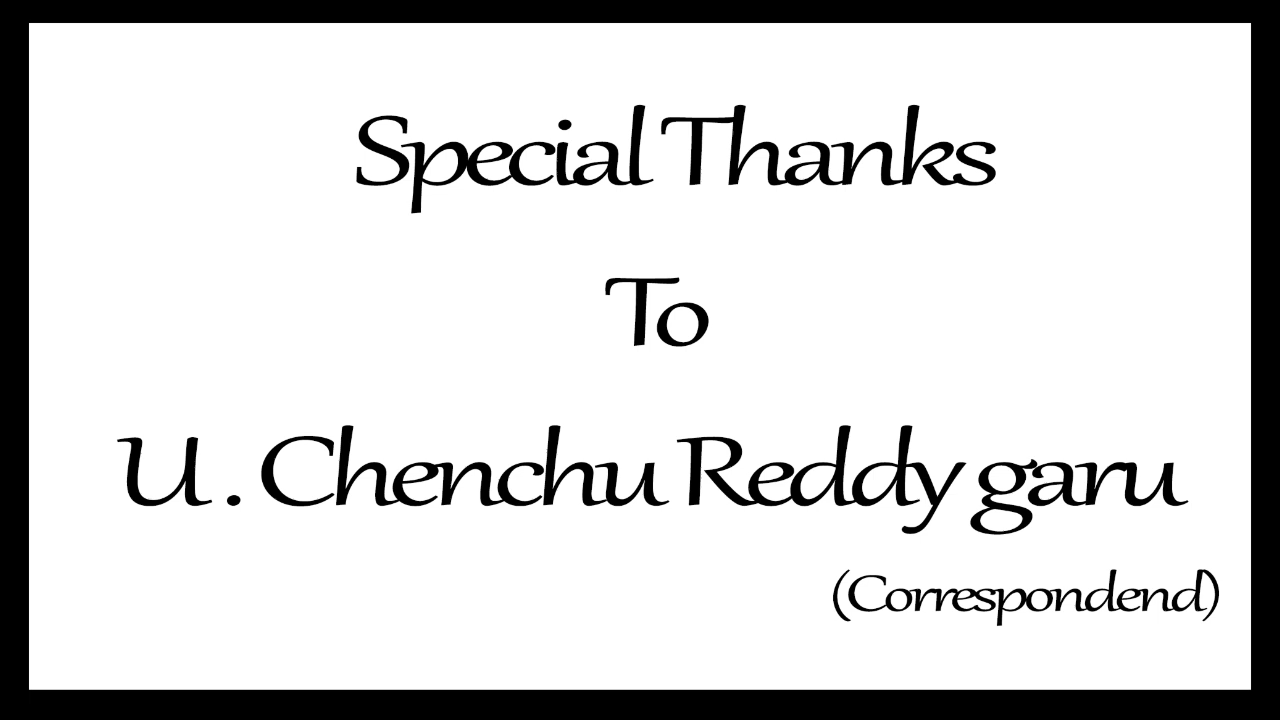 Special Thanks
To
U . Chenchu Reddy garu
(Correspondend)